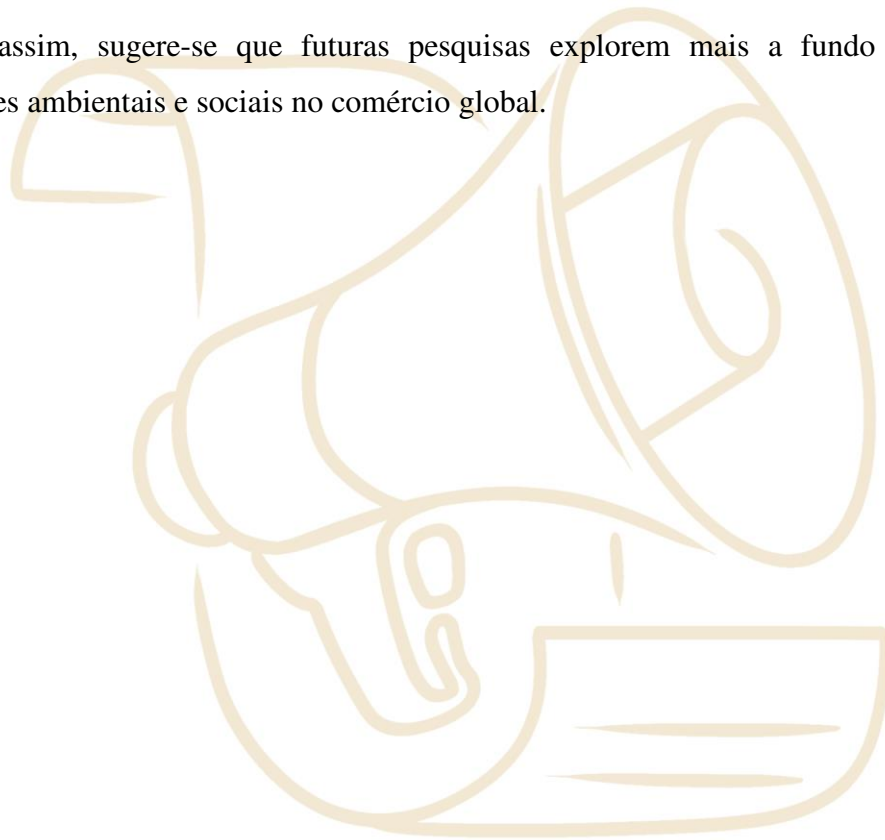 assim, sugere-se que futuras pesquisas explorem mais a fundo
es ambientais e sociais no comércio global.